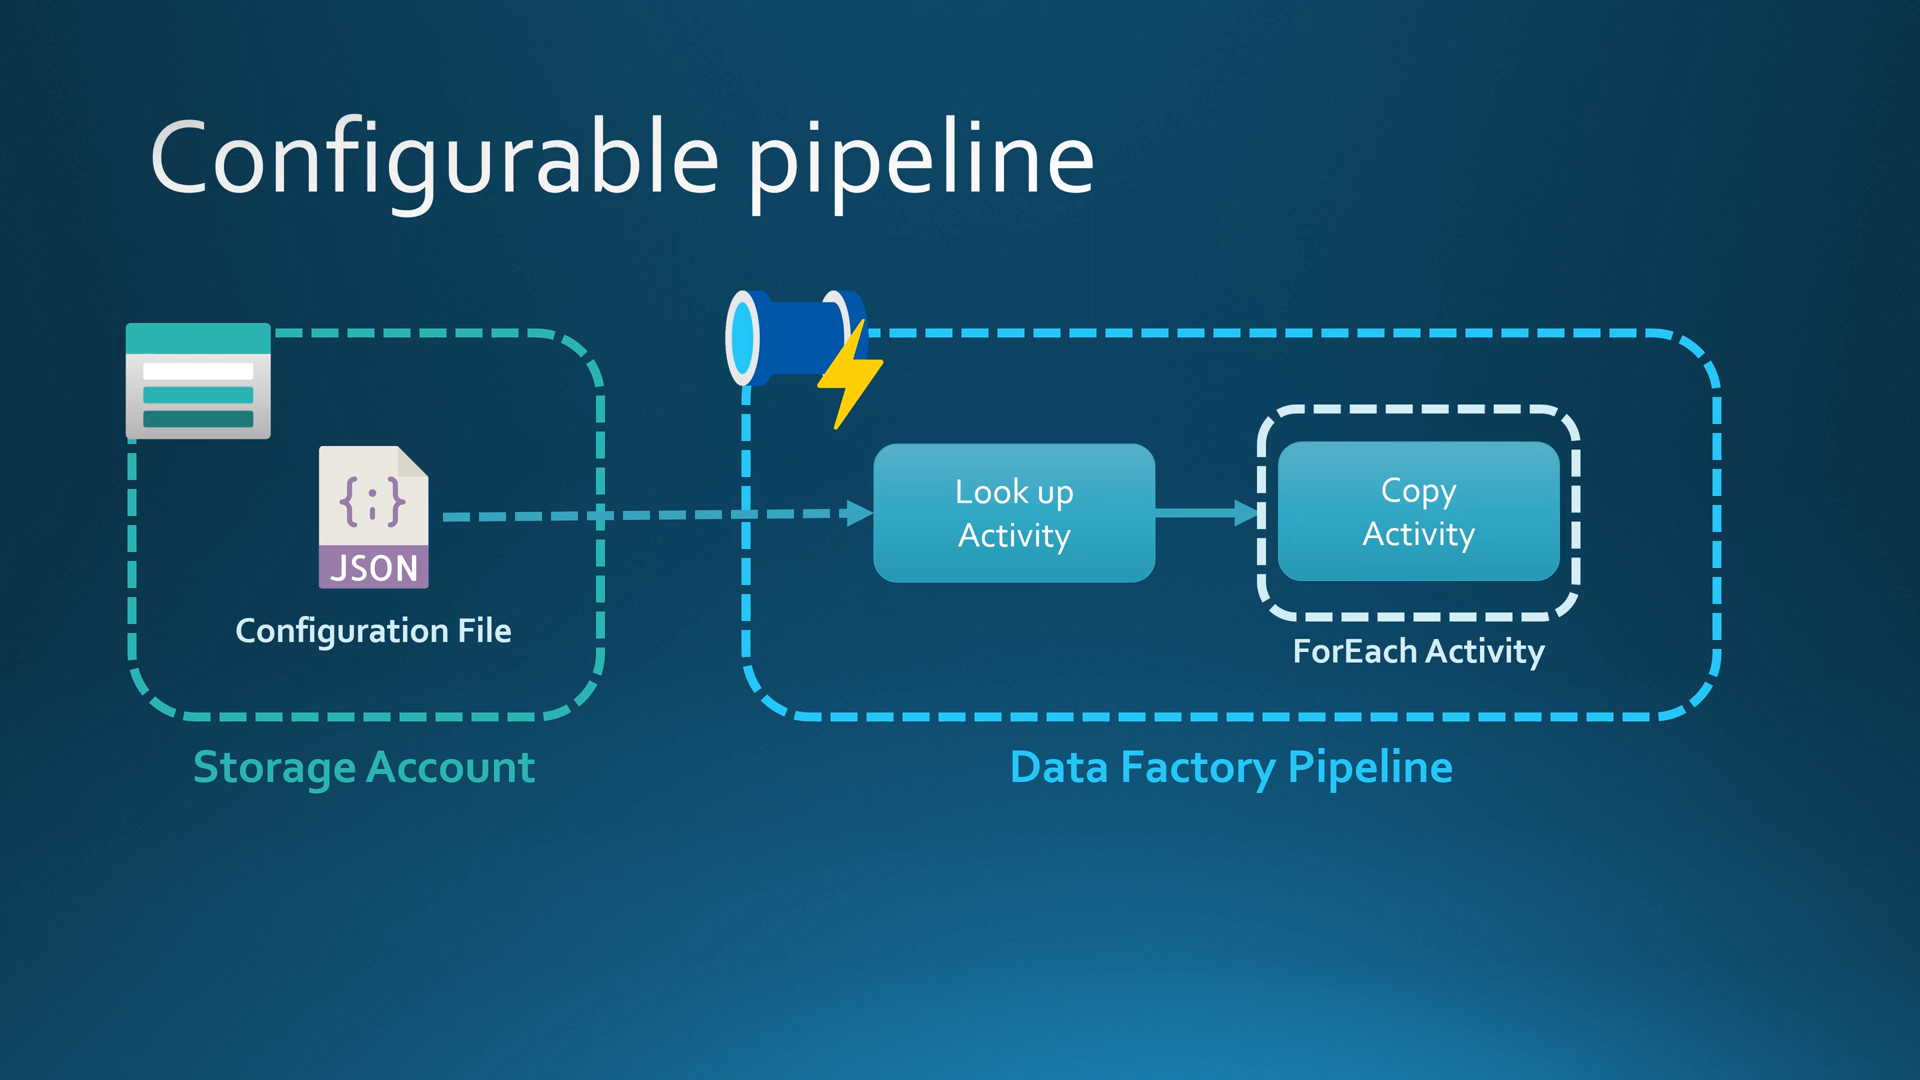 Configurable pipeline
{;}
JSON
Configuration File
Storage Account
Look up
Activity
Copy
Activity
ForEach Activity
Data Factory Pipeline